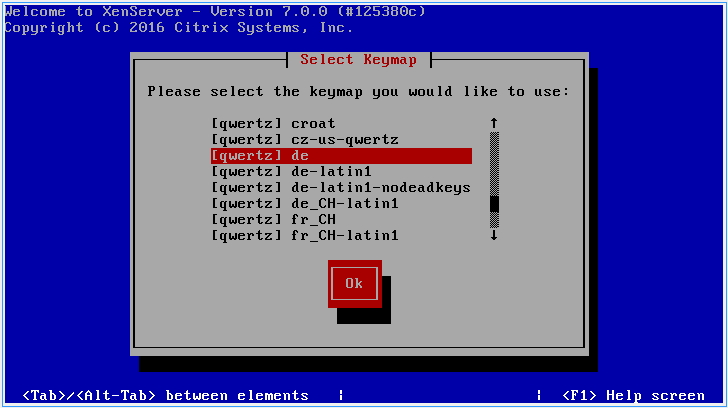 Welcome to XenServer - Version 7.0.0 (#125380c)
Copyright (c) 2016 Citrix Systems, Inc.
Select Keymap
Please select the keymap you would like to use:
[qwertz] croat
[qwertz] cz-us-qwertz
[qwertz] de
[qwertz] de-latin1
[qwertz] de-latin1-nodeadkeys
[qwertz] de_CH-latin1
[qwertz] fr_CH
[qwertz] fr_CH-latin1
Ok
<Tab>/<Alt-Tab> between elements | | <F1> Help screen